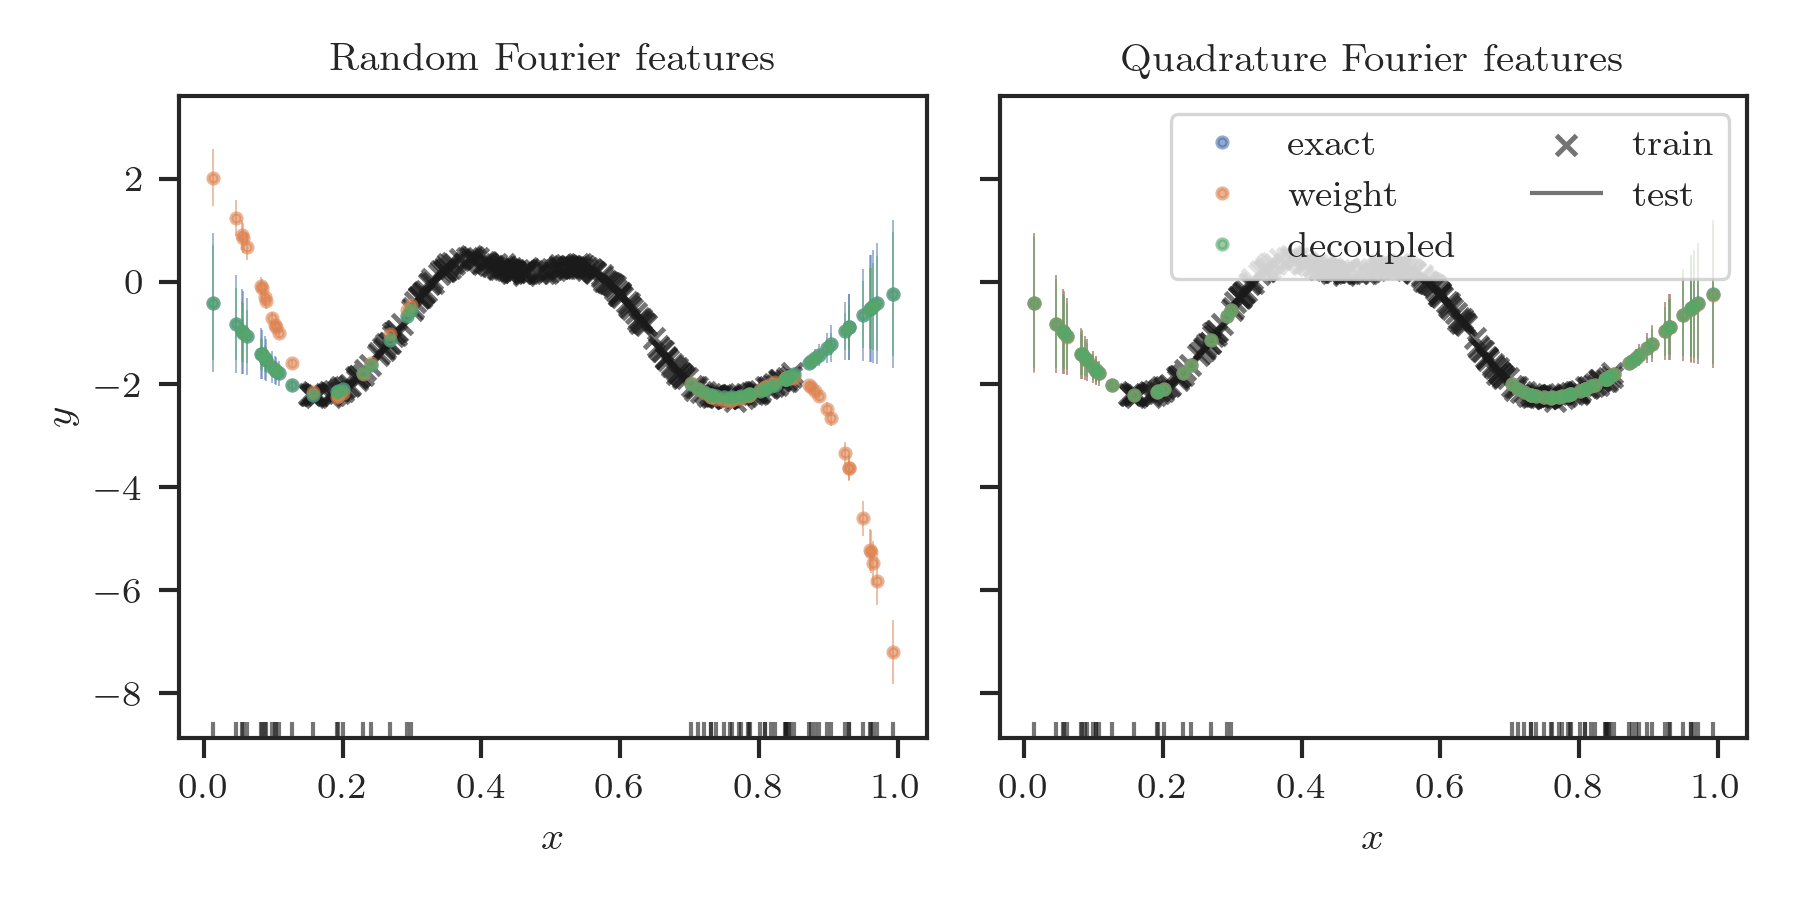 Random Fourier features
Quadrature Fourier features
exact
weight
decoupled
train
test
y
2
0
−2
−4
−6
−8
0.0 0.2 0.4 0.6 0.8 1.0
x
0.0 0.2 0.4 0.6 0.8 1.0
x